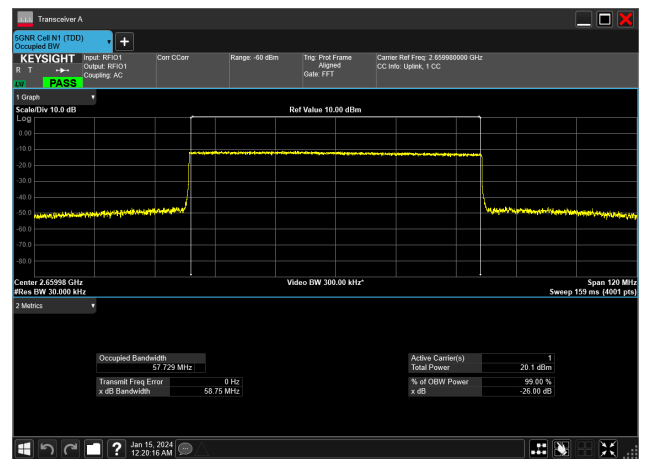 Transceiver A
5GNR Cell N1 (TDD)
Occupied BW
KEYSIGHT
R T
LVI
PASS
Input: RFIO1
Output: RFIO1
Coupling: AC
Corr CCorr
Range: -60 dBm
Trig: Prot Frame
Aligned
Gate: FFT
Carrier Ref Freq: 2.659980000 GHz
CC Info: Uplink, 1 CC
1 Graph
Scale/Div 10.0 dB
Ref Value 10.00 dBm
Log
0.00
-10.0
-20.0
-30.0
-40.0
-50.0
-60.0
-70.0
-80.0
Center 2.65998 GHz
Video BW 300.00 kHz*
Span 120 MHz
#Res BW 30.000 kHz
Sweep 159 ms (4001 pts)
2 Metrics
Occupied Bandwidth
57.729 MHz
Active Carrier(s) 1
Total Power 20.1 dBm
Transmit Freq Error 0 Hz
x dB Bandwidth 58.75 MHz
% of OBW Power 99.00 %
x dB -26.00 dB
Jan 15, 2024
12:20:16 AM